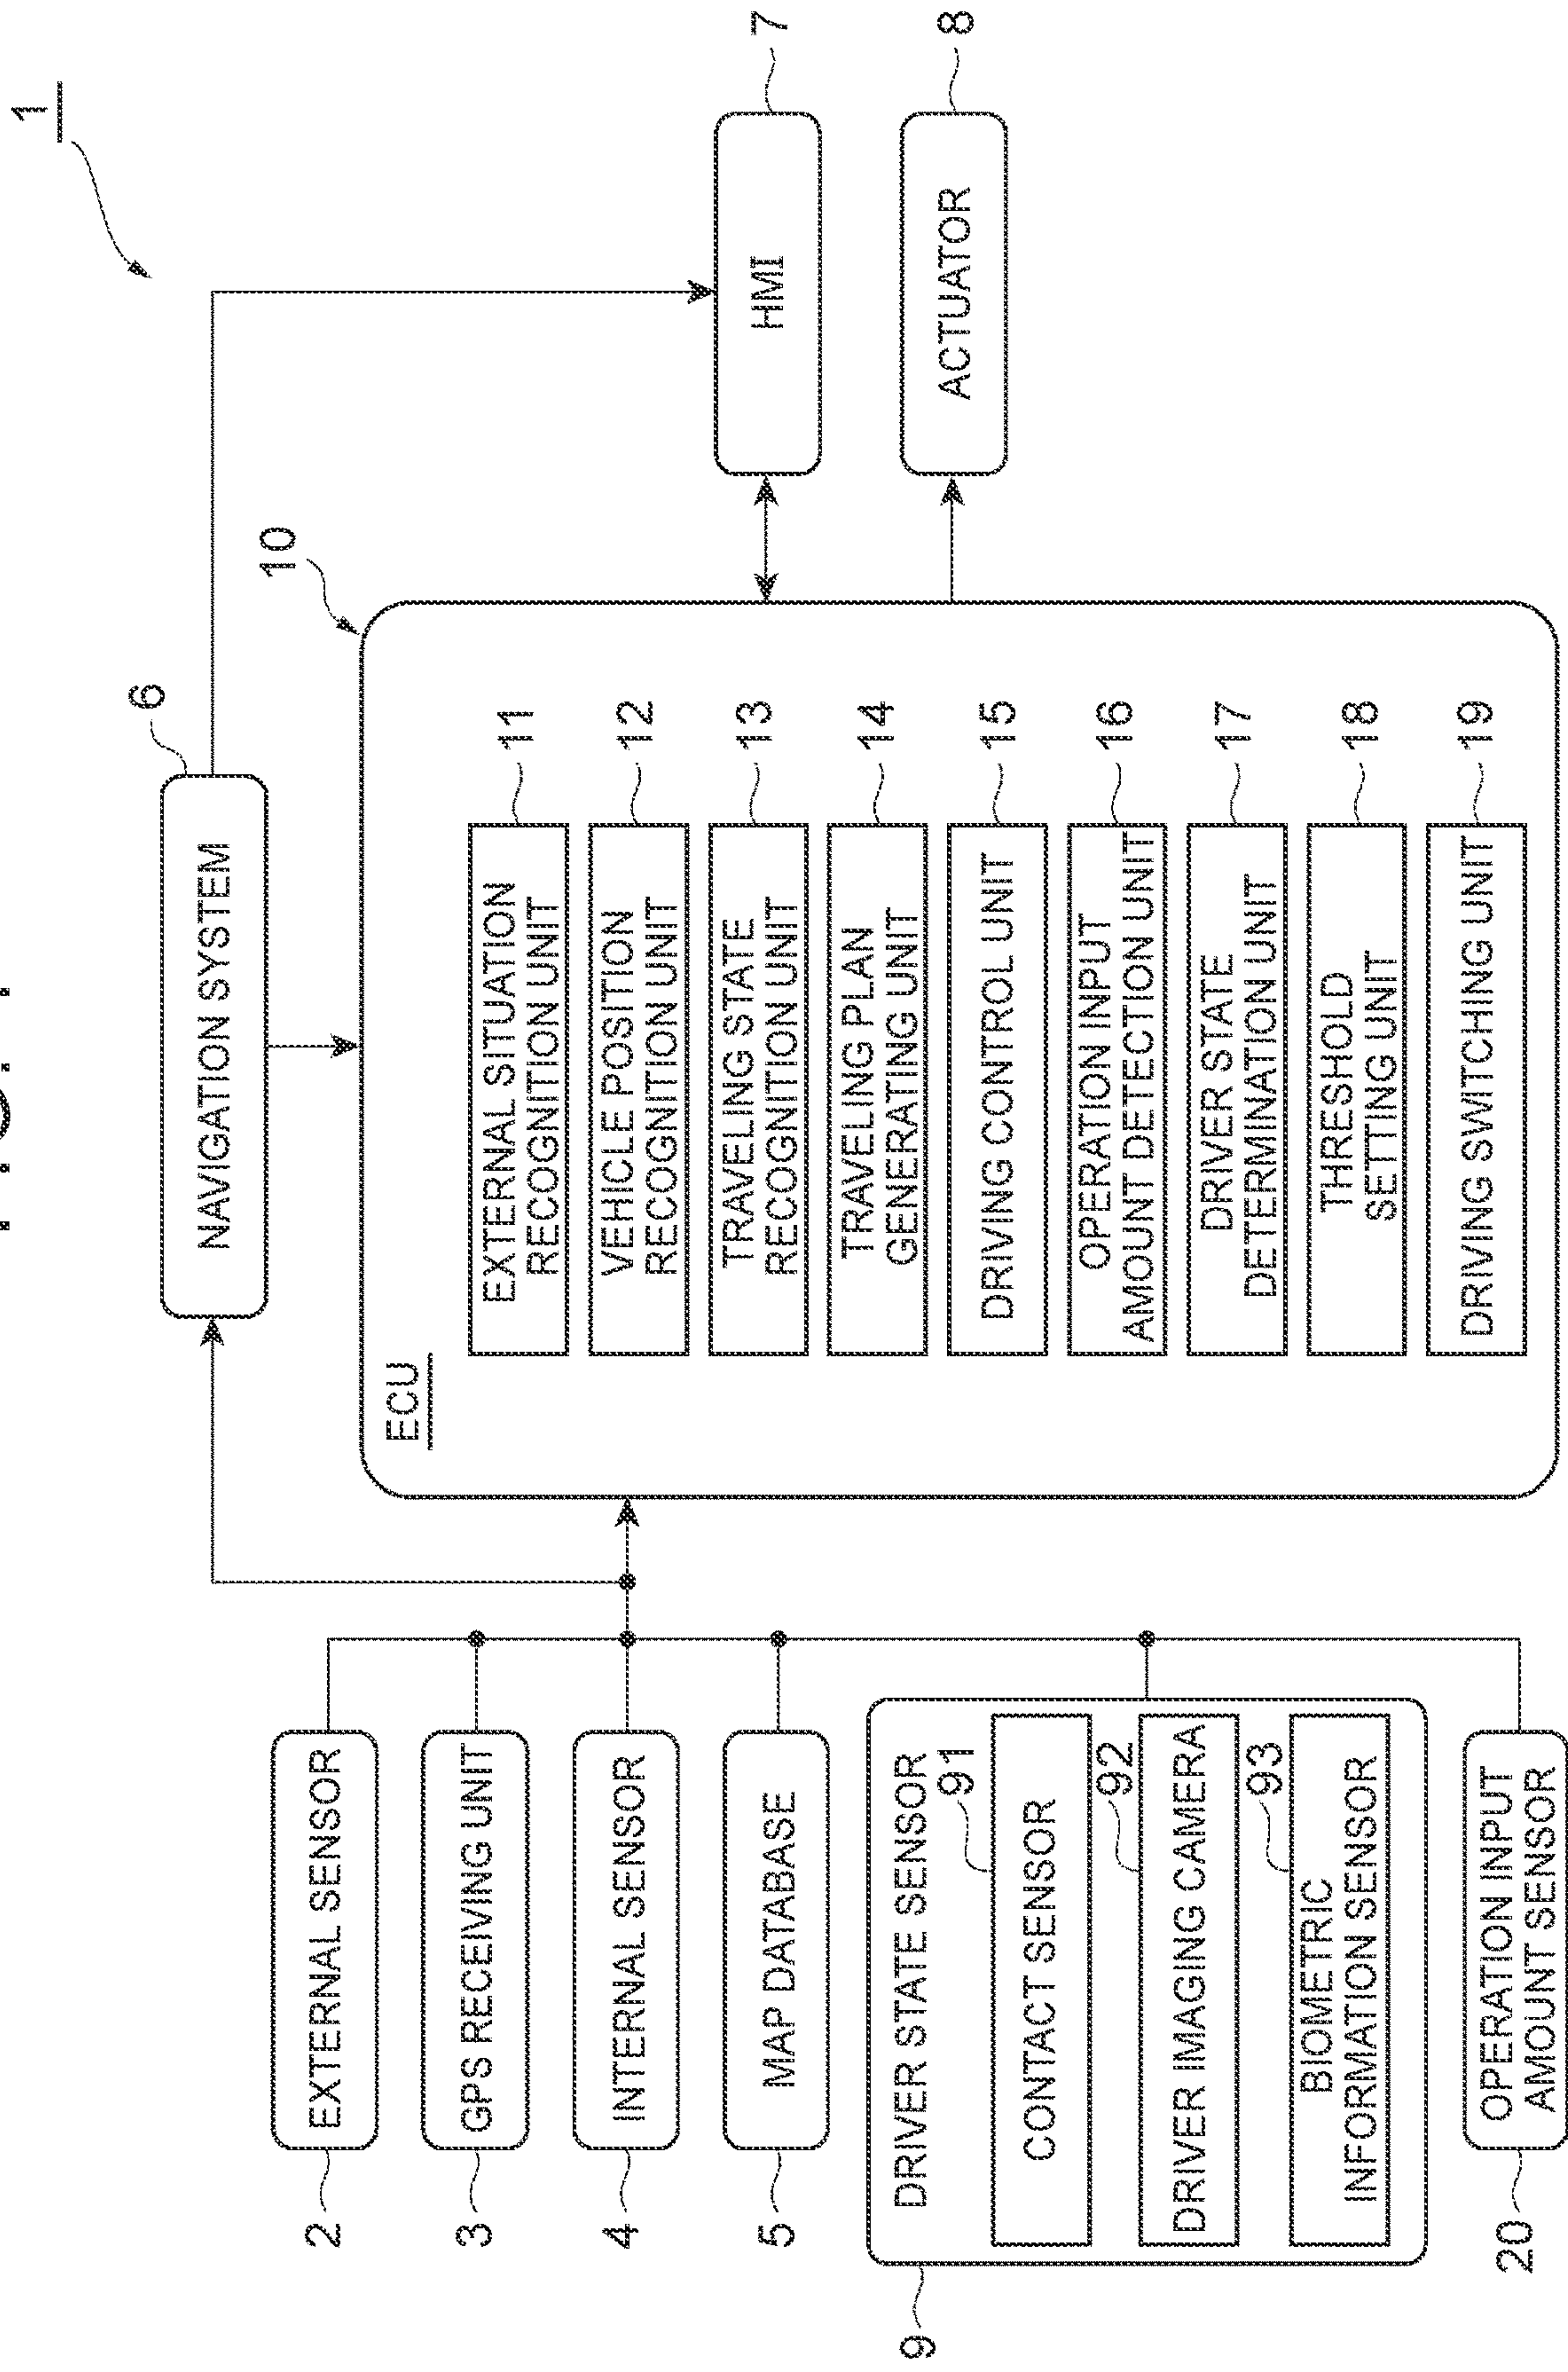 1
6
NAVIGATION SYSTEM
10
ECU
EXTERNAL SITUATION
RECOGNITION UNIT
11
VEHICLE POSITION
RECOGNITION UNIT
12
TRAVELING STATE
RECOGNITION UNIT
13
TRAVELING PLAN
GENERATING UNIT
14
DRIVING CONTROL UNIT
15
OPERATION INPUT
AMOUNT DETECTION UNIT
16
DRIVER STATE
DETERMINATION UNIT
17
THRESHOLD
SETTING UNIT
18
DRIVING SWITCHING UNIT
19
HMI
7
ACTUATOR
8
2
EXTERNAL SENSOR
3
GPS RECEIVING UNIT
4
INTERNAL SENSOR
5
MAP DATABASE
9
DRIVER STATE SENSOR
91
CONTACT SENSOR
92
DRIVER IMAGING CAMERA
93
BIOMETRIC
INFORMATION SENSOR
20
OPERATION INPUT
AMOUNT SENSOR